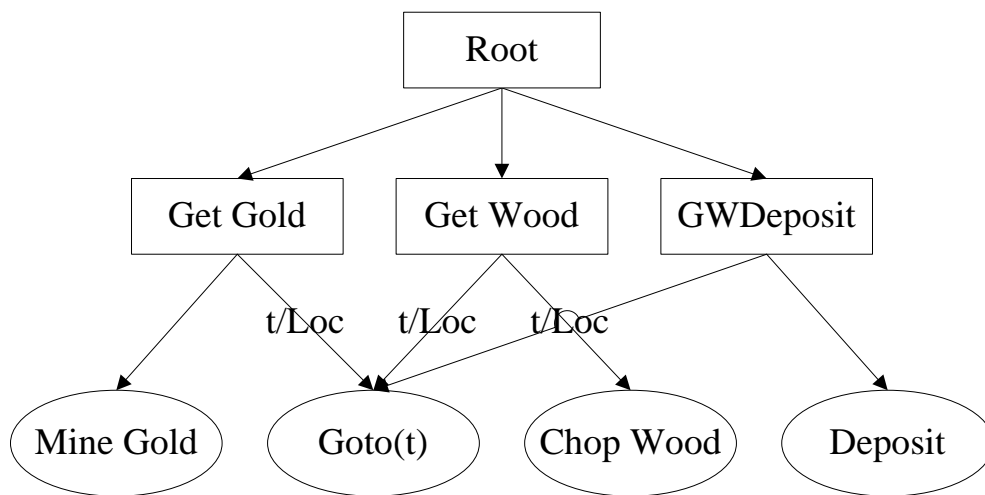 Root
Get Gold
Get Wood
GWDeposit
t/Loc
t/Loc
t/Loc
Mine Gold
Goto(t)
Chop Wood
Deposit